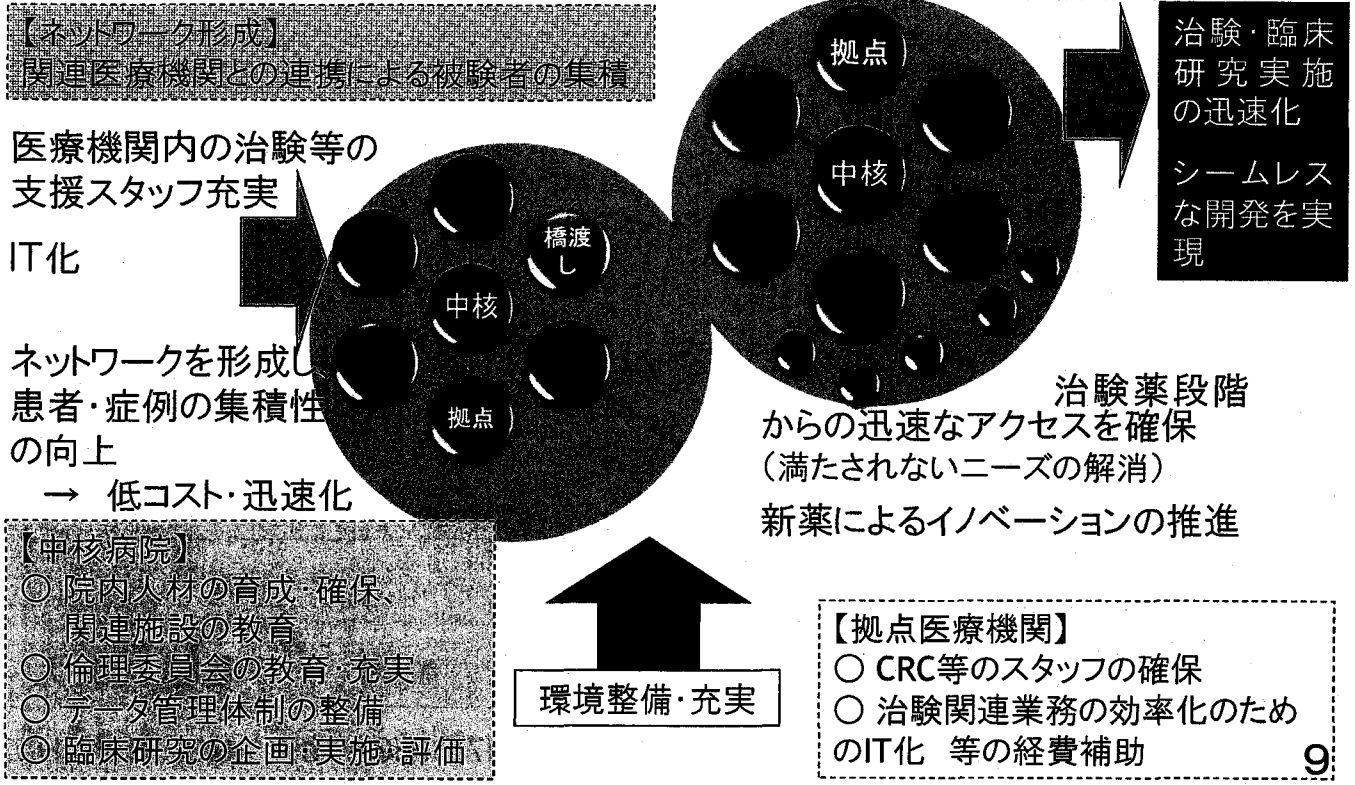 【ネットワーク形成】
関連医療機関との連携による被験者の集積
医療機関内の治験等の
支援スタッフ充実
IT化
ネットワークを形成し
患者・症例の集積性
の向上
→ 低コスト・迅速化
橋渡
し
中核
拠点
拠点
中核
治験・臨床
研究実施
の迅速化
シームレス
な開発を実
現
治験薬段階
からの迅速なアクセスを確保
（満たされないニーズの解消）
新薬によるイノベーションの推進
【中核病院】
○ 院内人材の育成・確保、
関連施設の教育
○ 倫理委員会の教育・充実
○ データ管理体制の整備
○ 臨床研究の企画・実施・評価
環境整備・充実
【拠点医療機関】
○ CRC等のスタッフの確保
○ 治験関連業務の効率化のため
のIT化 等の経費補助
9